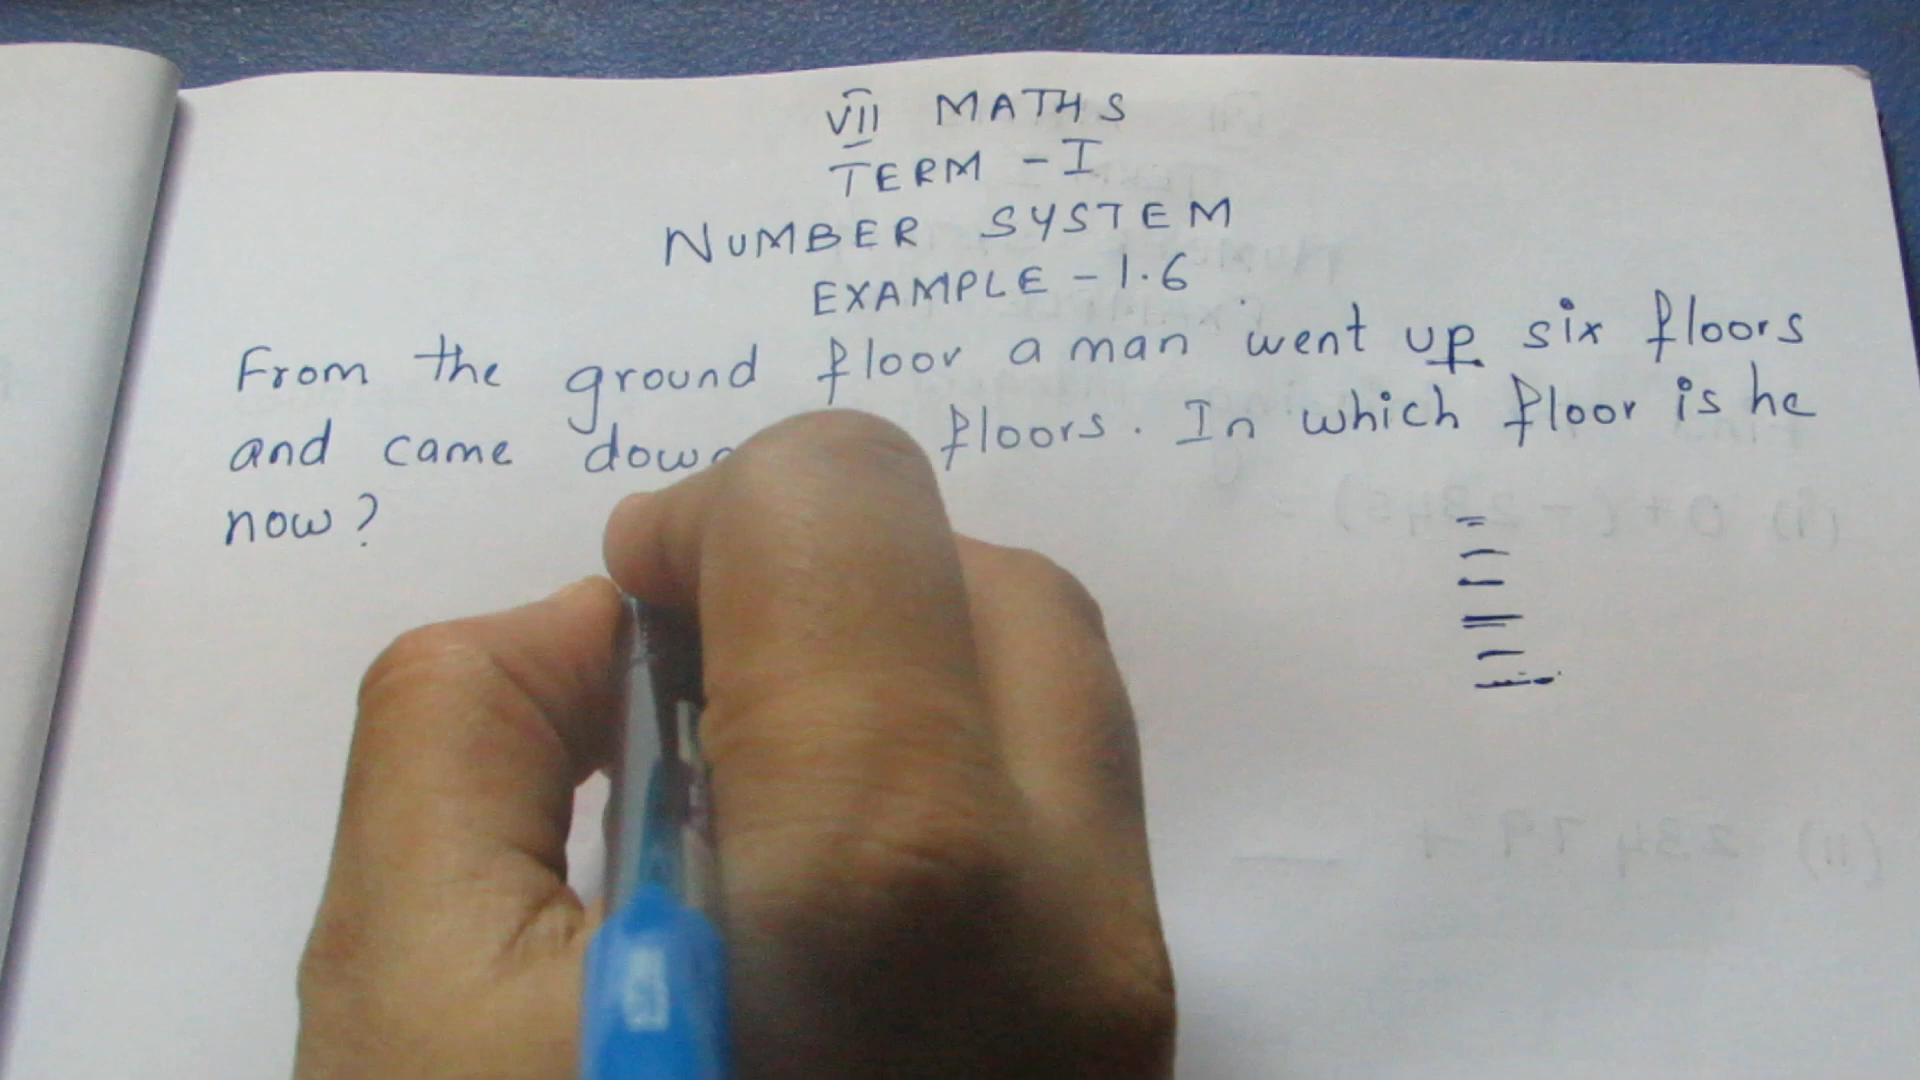 VII MATHS
TERM - I
NUMBER SYSTEM
EXAMPLE - 1.6
From the ground floor a man went up six floors
and came down floors. In which floor is he
now?